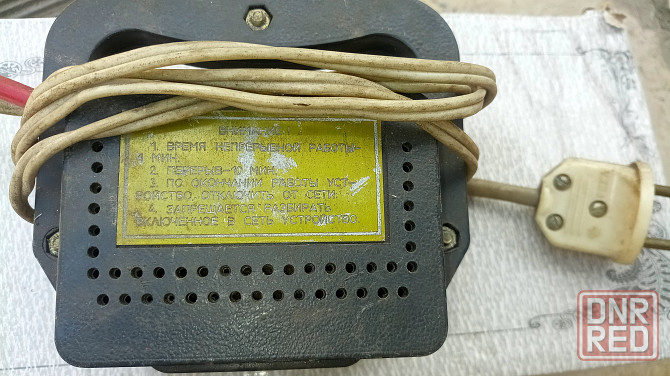 ВНИМАНИЕ!
1. ВРЕМЯ НЕПРЕРЫВНОЙ РАБОТЫ-
4 МИН.
2. ПЕРЕРЫВ-10 МИН.
3. ПО ОКОНЧАНИИ РАБОТЫ УСТ-
РОЙСТВО ОТКЛЮЧИТЬ ОТ СЕТИ.
4. ЗАПРЕЩАЕТСЯ РАЗБИРАТЬ
ВКЛЮЧЕННОЕ В СЕТЬ УСТРОЙСТВО.
DNR
RED